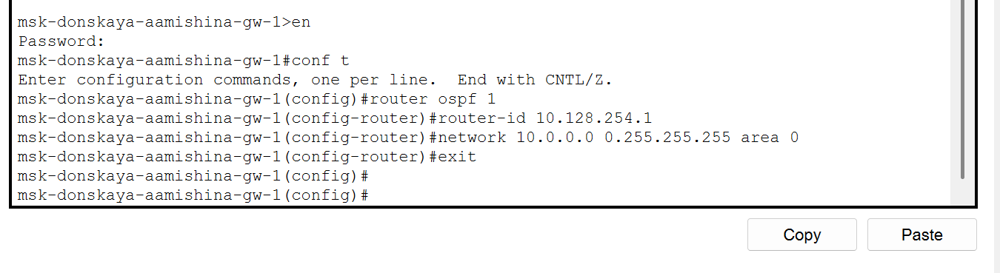 msk-donskaya-aamishina-gw-1>en
Password:
msk-donskaya-aamishina-gw-1#conf t
Enter configuration commands, one per line.  End with CNTL/Z.
msk-donskaya-aamishina-gw-1(config)#router ospf 1
msk-donskaya-aamishina-gw-1(config-router)#router-id 10.128.254.1
msk-donskaya-aamishina-gw-1(config-router)#network 10.0.0.0 0.255.255.255 area 0
msk-donskaya-aamishina-gw-1(config-router)#exit
msk-donskaya-aamishina-gw-1(config)#
msk-donskaya-aamishina-gw-1(config)#
Copy Paste